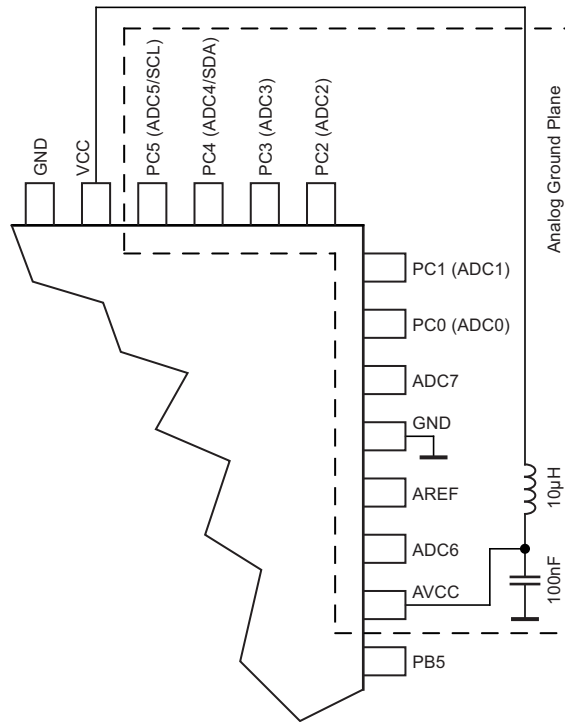 GND
VCC
PC5 (ADC5/SCL)
PC4 (ADC4/SDA)
PC3 (ADC3)
PC2 (ADC2)
Analog Ground Plane
PC1 (ADC1)
PC0 (ADC0)
ADC7
GND
AREF
ADC6
AVCC
PB5
10μH
100nF